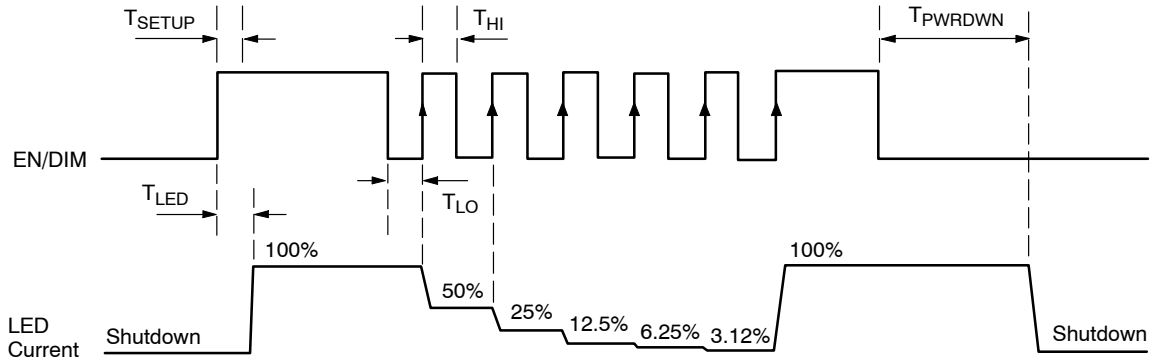 TSETUP
THI
TPWRDWN
EN/DIM
TLED
TLO
100%
50%
25%
12.5%
6.25%
3.12%
100%
LED
Current
Shutdown
Shutdown